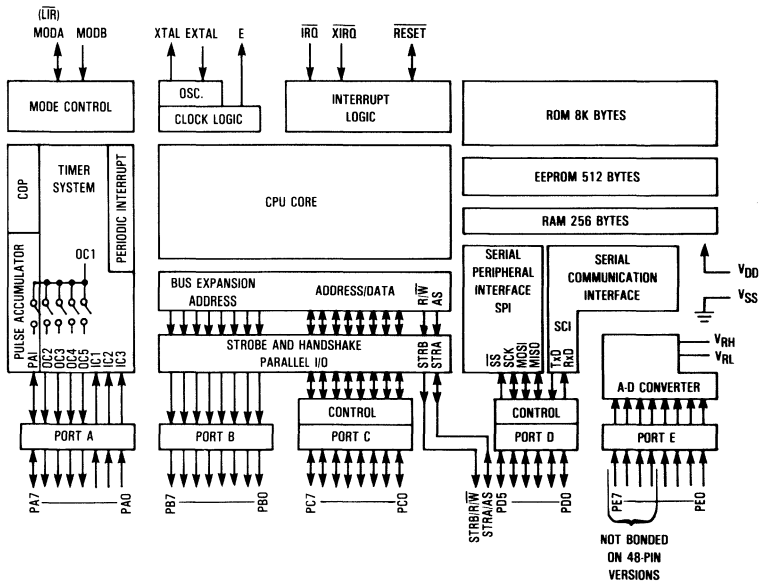 (LIR)
MODA MODB
XTAL EXTAL E
IRQ XIRQ RESET
MODE CONTROL
OSC.
CLOCK LOGIC
INTERRUPT
LOGIC
ROM 8K BYTES
COP
TIMER
SYSTEM
PERIODIC INTERRUPT
CPU CORE
EEPROM 512 BYTES
RAM 256 BYTES
PULSE ACCUMULATOR
OC1
BUS EXPANSION
ADDRESS
ADDRESS/DATA
R/W
AS
SERIAL
PERIPHERAL
INTERFACE
SPI
SERIAL
COMMUNICATION
INTERFACE
SCI
VDD
VSS
PAI
OC2
OC3
OC4
OC5
IC1
IC2
IC3
STROBE AND HANDSHAKE
PARALLEL I/O
STRB
STRA
SS
SCK
MOSI
MISO
TxD
RxD
VRH
VRL
A-D CONVERTER
CONTROL
CONTROL
PORT A
PORT B
PORT C
PORT D
PORT E
PA7
PA0
PB7
PB0
PC7
PC0
STRB/R/W
STRA/AS
PD5
PD0
PE7
PE0
NOT BONDED
ON 48-PIN
VERSIONS